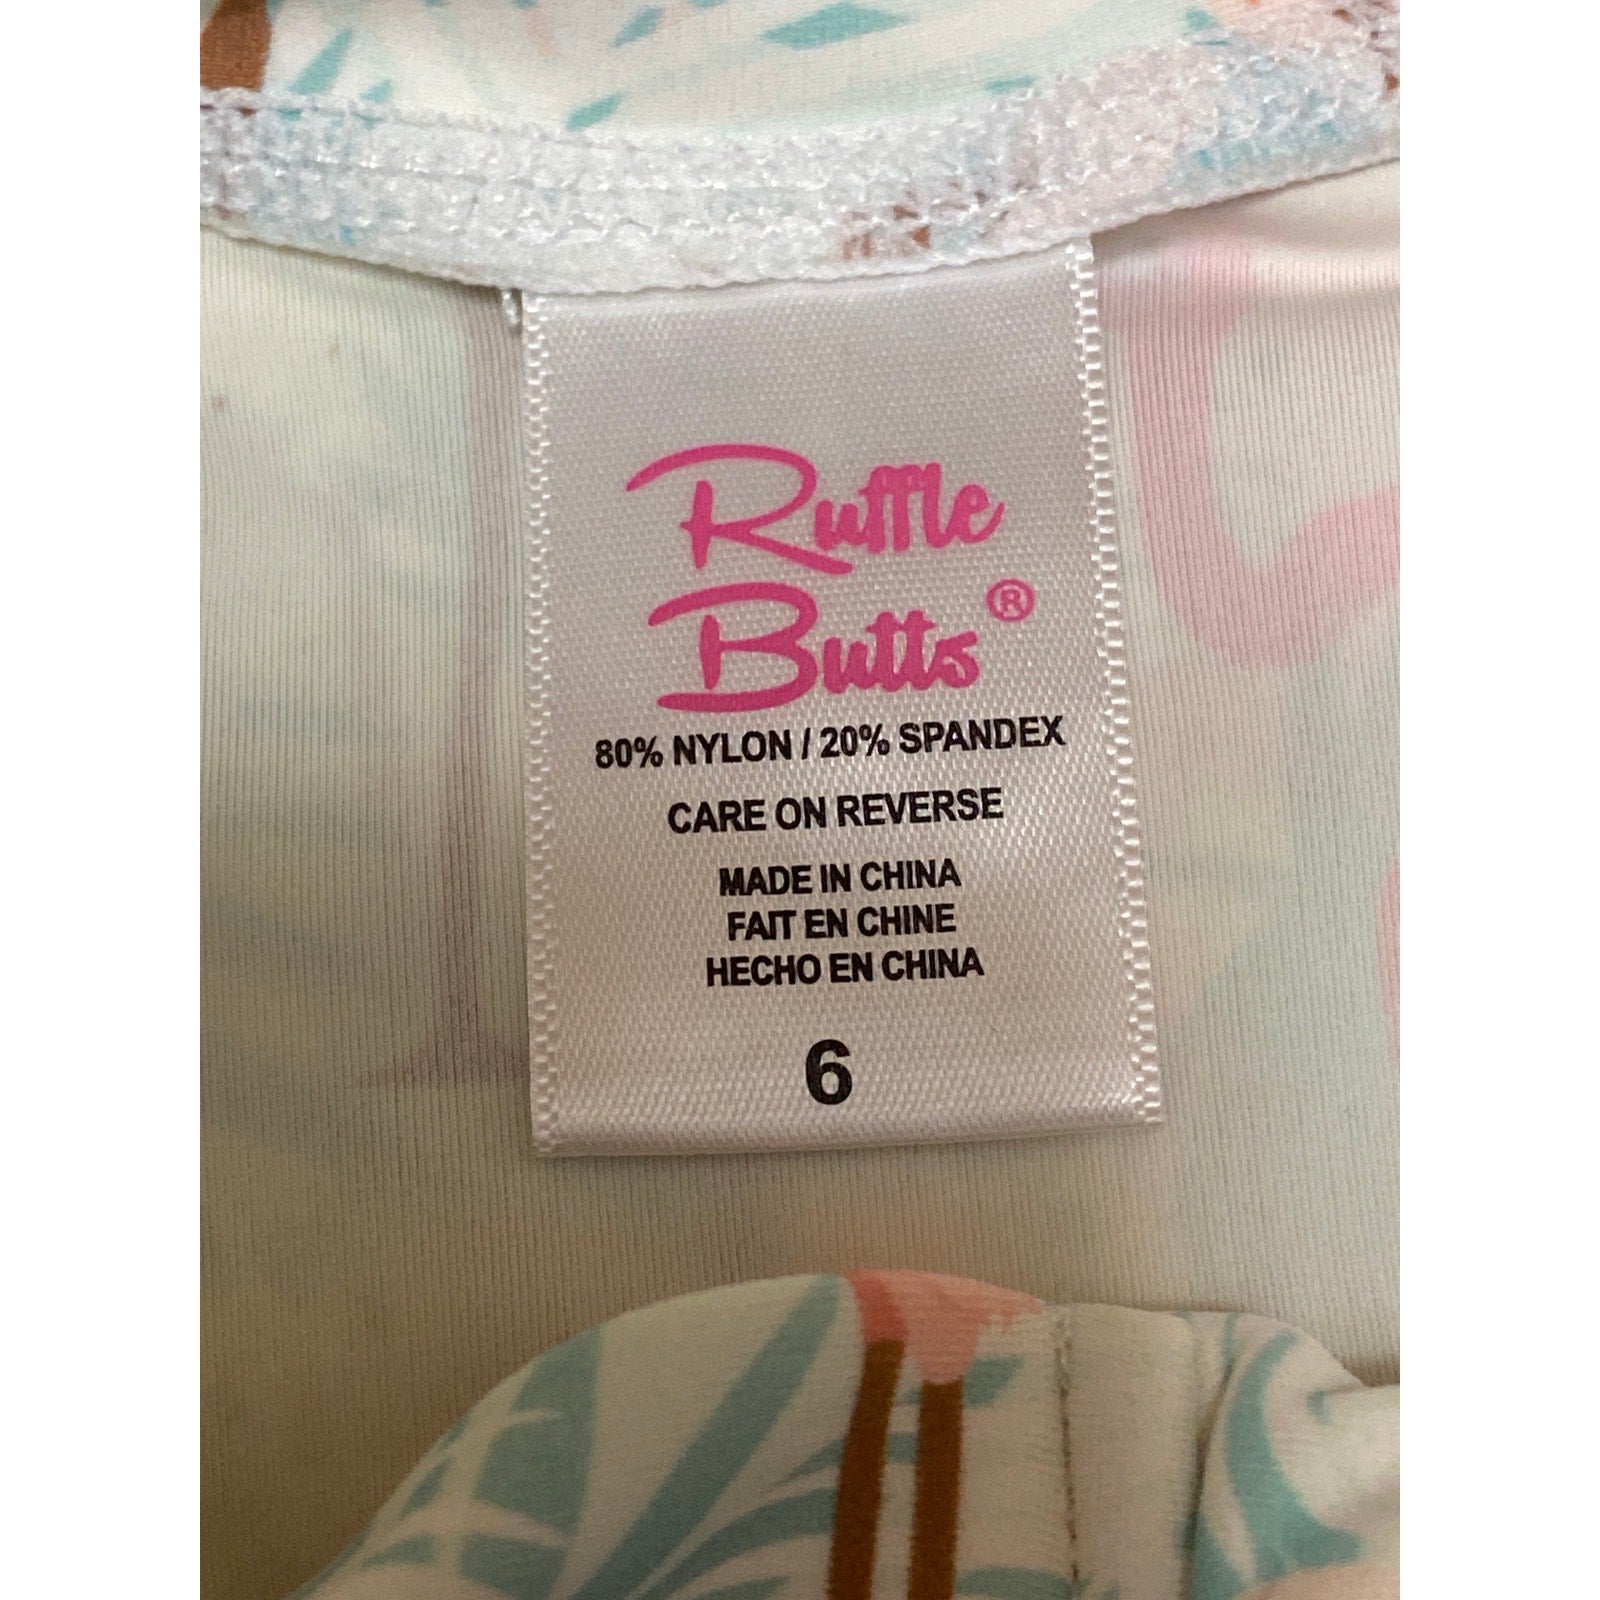 Ruffle
Butts®
80% NYLON / 20% SPANDEX
CARE ON REVERSE
MADE IN CHINA
FAIT EN CHINE
HECHO EN CHINA
6